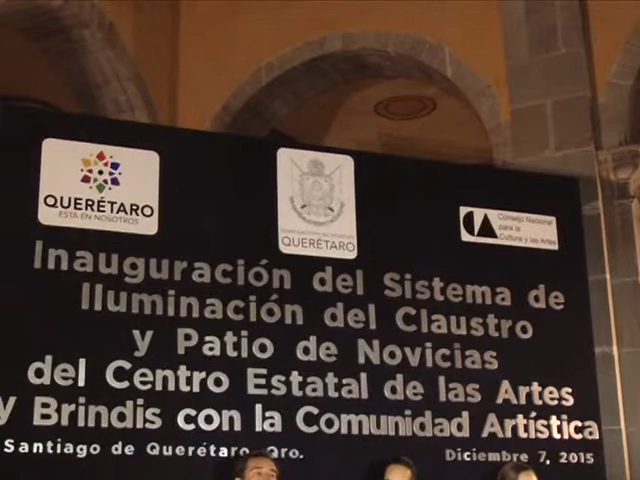 QUERÉTARO
ESTÁ EN NOSOTROS
QUERÉTARO
Consejo Nacional
para la
Cultura y las Artes
Inauguración del Sistema de
Iluminación del Claustro
y Patio de Novicias
del Centro Estatal de las Artes
y Brindis con la Comunidad Artística
Santiago de Querétaro, Qro.
Diciembre 7, 2015